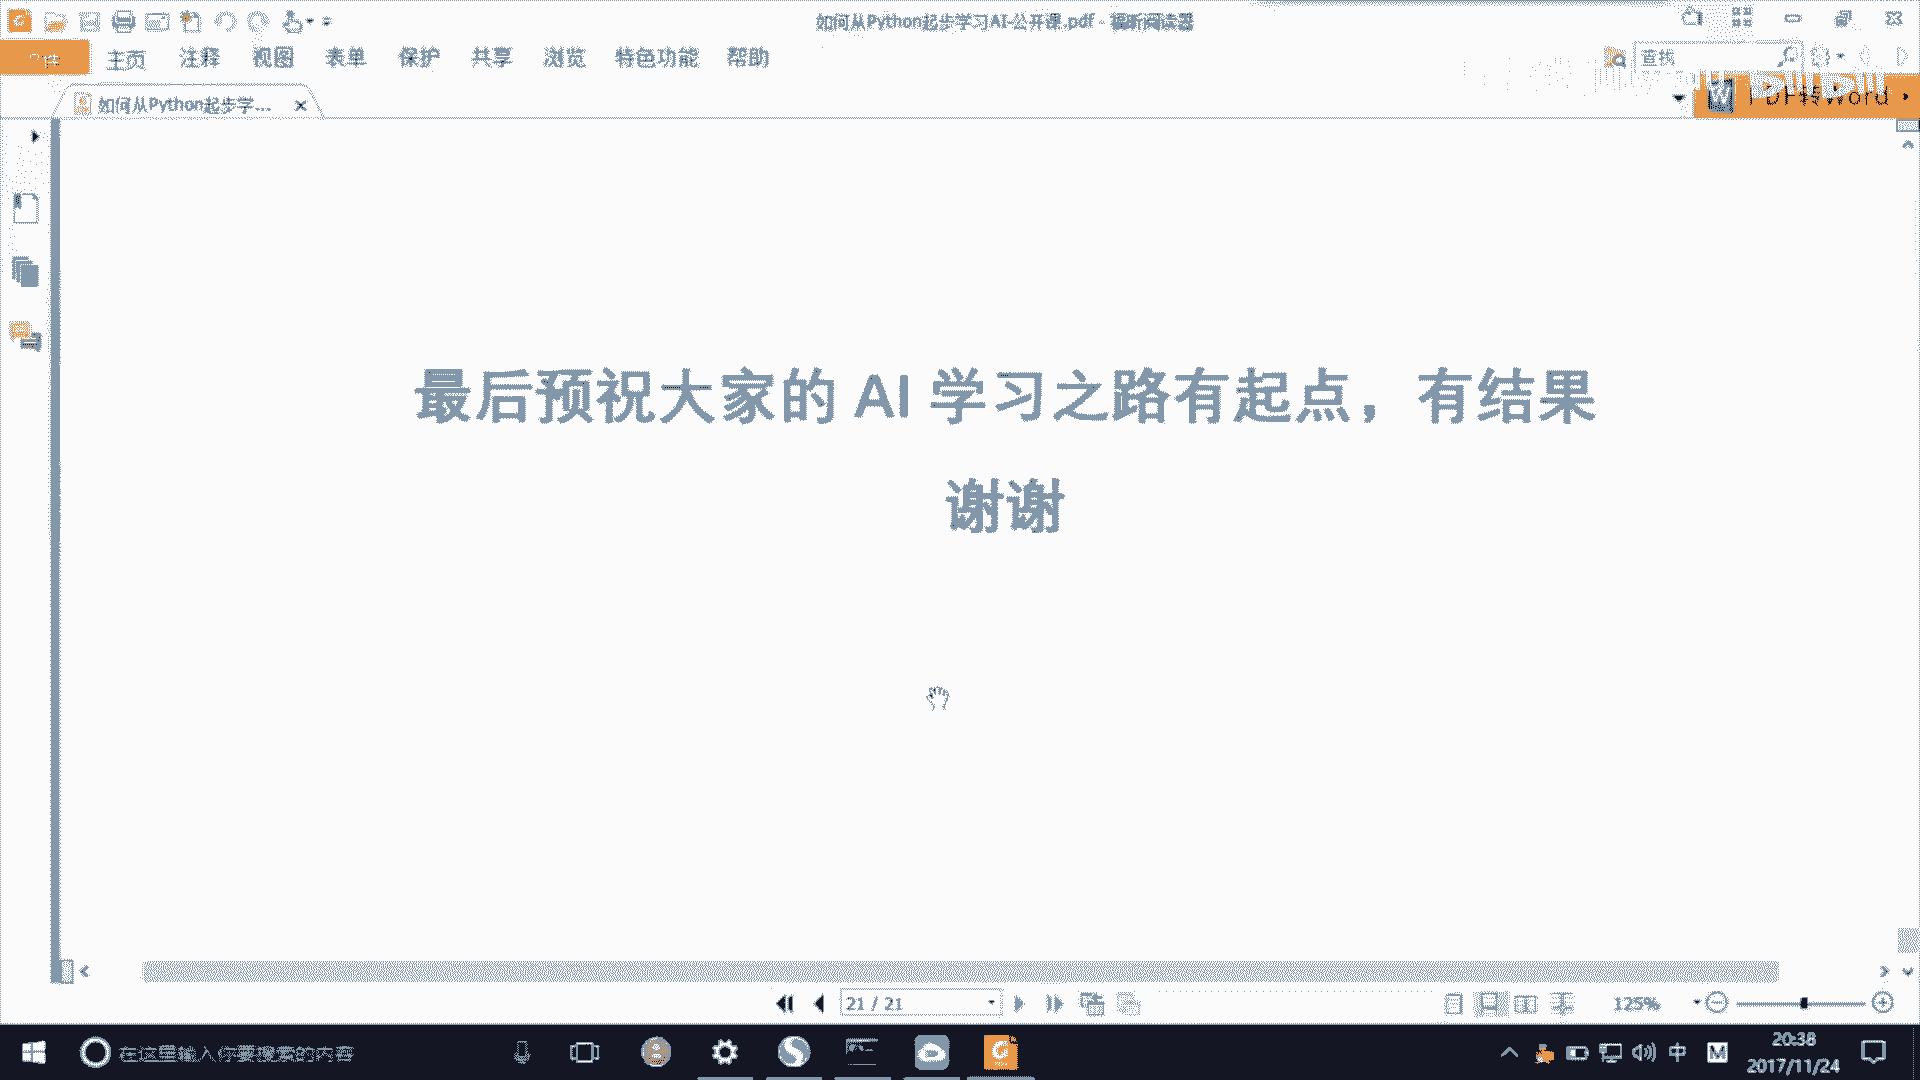 如何从Python起步学习AI-公开课.pdf - 福昕阅读器
主页 注释 视图 表单 保护 共享 浏览 特色功能 帮助
查找
如何从Python起步学...
PDF转Word
最后预祝大家的 AI 学习之路有起点，有结果
谢谢
21 / 21
125%
在这里输入你要搜索的内容
中
M
20:38
2017/11/24